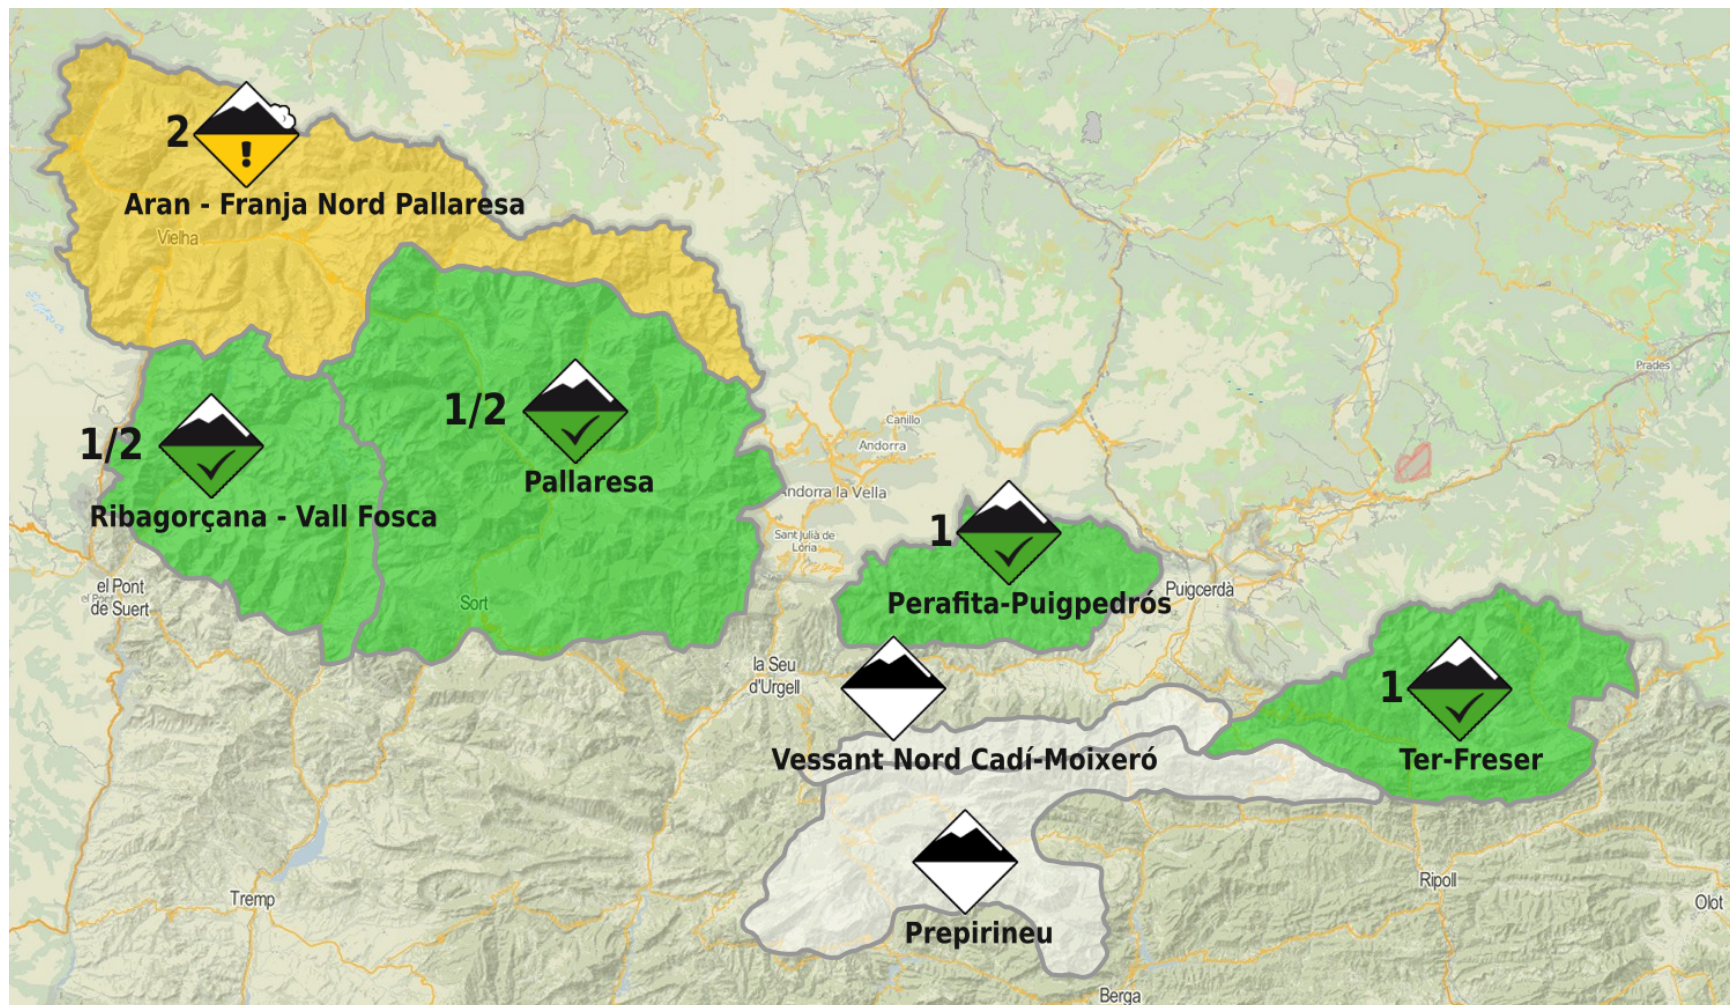 2
!
Aran - Franja Nord Pallaresa
Vielha
Prades
1/2
Canillo
1/2
Andorra
Pallaresa
Andorra la Vella
Ribagorçana - Vall Fosca
1
Sant Julià de
Lòria
el Pont
de Suert
Sort
Perafita-Puigpedrós
Puigcerdà
la Seu
d'Urgell
1
Vessant Nord Cadí-Moixeró
Ter-Freser
Tremp
Ripoll
Olot
Prepirineu
Berga